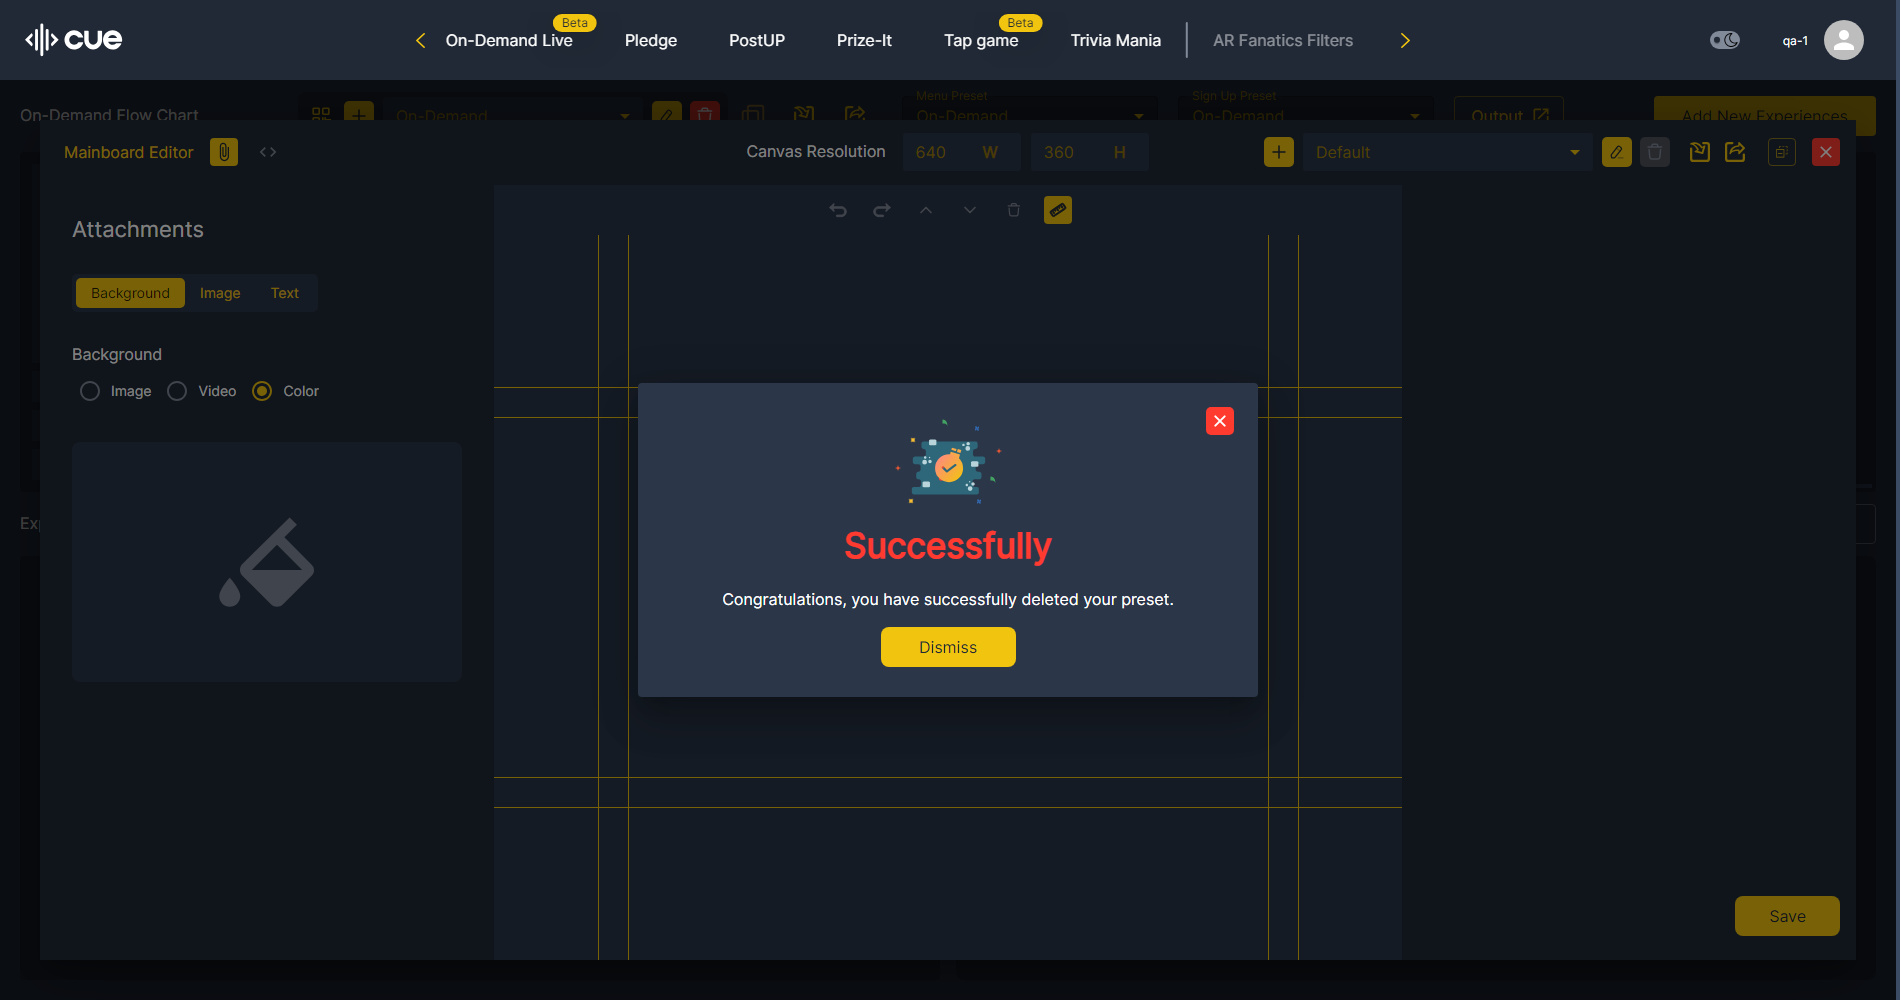 cue
On-Demand Live
Beta
Pledge
PostUP
Prize-It
Tap game
Beta
Trivia Mania
AR Fanatics Filters
qa-1
On-Demand Flow Chart
On-Demand
Menu Preset
On-Demand
Sign Up Preset
On-Demand
Output
Add New Experiences
Mainboard Editor
Canvas Resolution
640 W
360 H
Default
Attachments
Background
Image
Text
Background
Image
Video
Color
Successfully
Congratulations, you have successfully deleted your preset.
Dismiss
Save